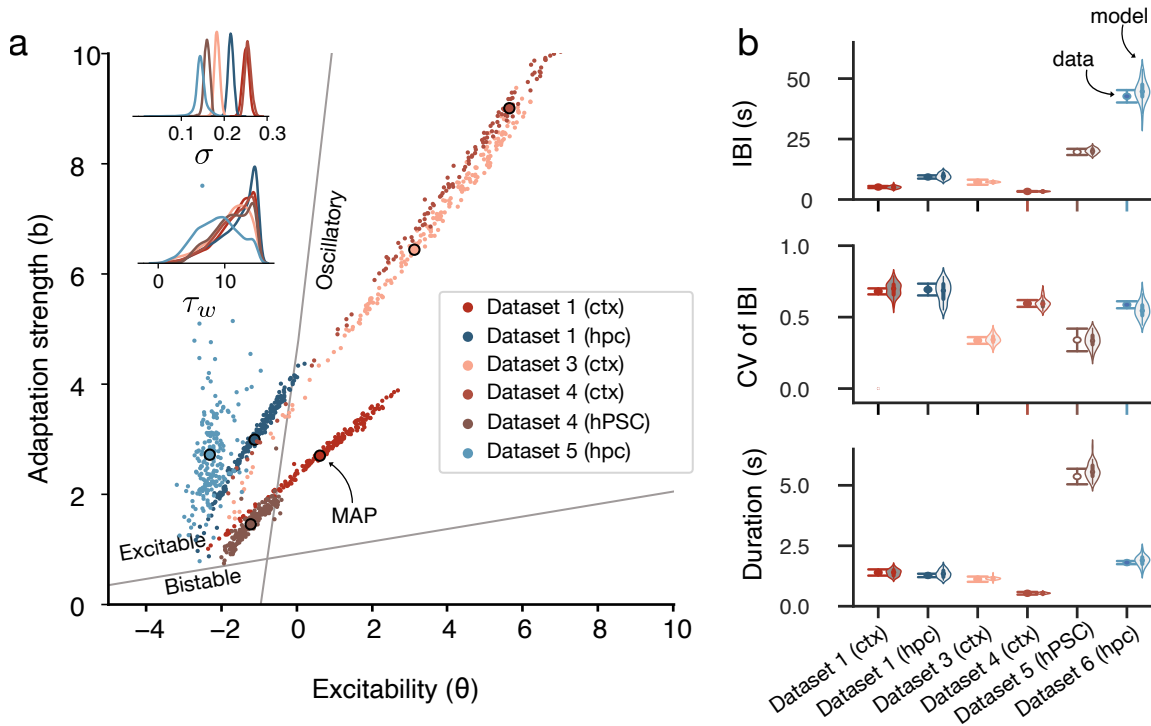 a
10
8
6
4
2
0
−4
−2
0
2
4
6
8
10
Adaptation strength (b)
Excitability (θ)
0.1
0.2
0.3
σ
0
10
τw
Oscillatory
Excitable
Bistable
MAP
Dataset 1 (ctx)
Dataset 1 (hpc)
Dataset 3 (ctx)
Dataset 4 (ctx)
Dataset 4 (hPSC)
Dataset 5 (hpc)
b
model
data
IBI (s)
50
25
0
CV of IBI
1.0
0.5
0.0
Duration (s)
5.0
2.5
0.0
Dataset 1 (ctx)
Dataset 1 (hpc)
Dataset 3 (ctx)
Dataset 4 (ctx)
Dataset 5 (hPSC)
Dataset 6 (hpc)